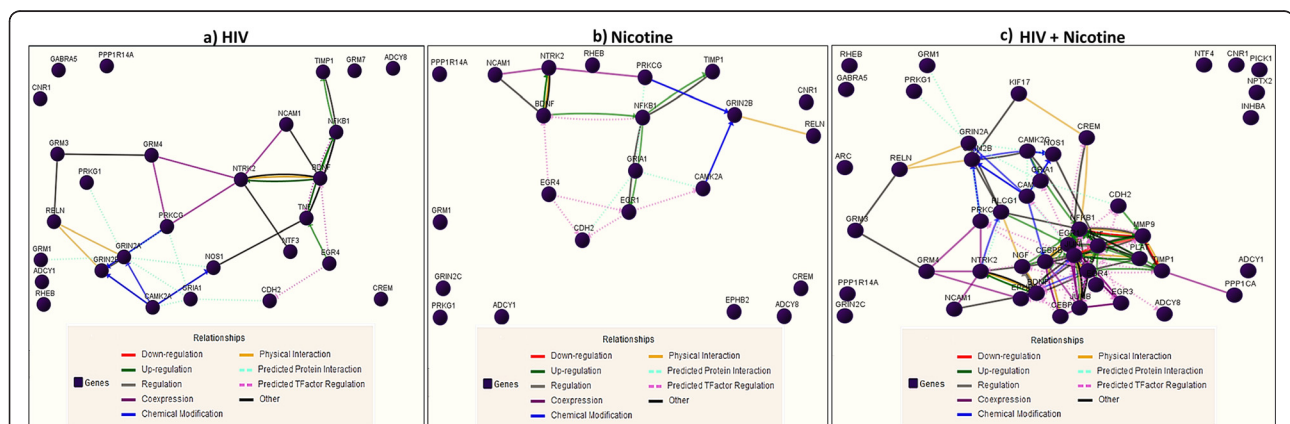 a) HIV
GABRA5
PPP1R14A
TIMP1
GRM7
ADCY8
CNR1
NCAM1
NFKB1
GRM3
GRM4
NTRK2
BDNF
PRKG1
RELN
PRKCG
TNF
NTF3
GRIN2A
GRM1
GRIN2B
NOS1
EGR4
ADCY1
RHEB
CAMK2A
GRIA1
CDH2
CREM
Relationships
Genes
Down-regulation
Up-regulation
Regulation
Coexpression
Chemical Modification
Physical Interaction
Predicted Protein Interaction
Predicted TFactor Regulation
Other
b) Nicotine
PPP1R14A
NCAM1
NTRK2
RHEB
PRKCG
TIMP1
BDNF
NFKB1
GRIN2B
CNR1
RELN
GRIA1
EGR4
CAMK2A
EGR1
GRM1
CDH2
GRIN2C
PRKG1
ADCY1
EPHB2
CREM
ADCY8
Relationships
Genes
Down-regulation
Up-regulation
Regulation
Coexpression
Chemical Modification
Physical Interaction
Predicted Protein Interaction
Predicted TFactor Regulation
Other
c) HIV + Nicotine
RHEB
GABRA5
GRM1
PRKG1
NTF4
CNR1
PICK1
NPTX2
INHBA
KIF17
CREM
GRIN2A
CAMK2G
NOS1
ARC
RELN
GRIA1
PLCG1
CDH2
GRM3
NFKB1
MMP9
GRM4
NTRK2
NGF
TIMP1
ADCY1
NCAM1
BDNF
EGR3
JUNB
ADCY8
PPP1CA
PPP1R14A
GRIN2C
Relationships
Genes
Down-regulation
Up-regulation
Regulation
Coexpression
Chemical Modification
Physical Interaction
Predicted Protein Interaction
Predicted TFactor Regulation
Other